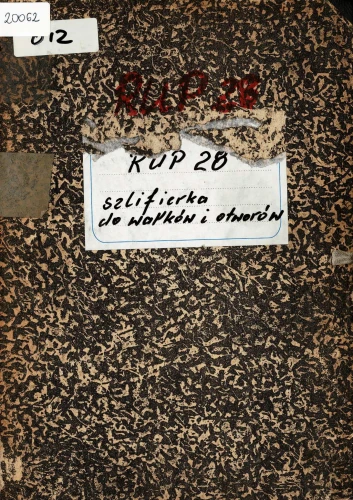 20062
012
RUP 28
RUP 28
szlifierka
do wałków i otworów